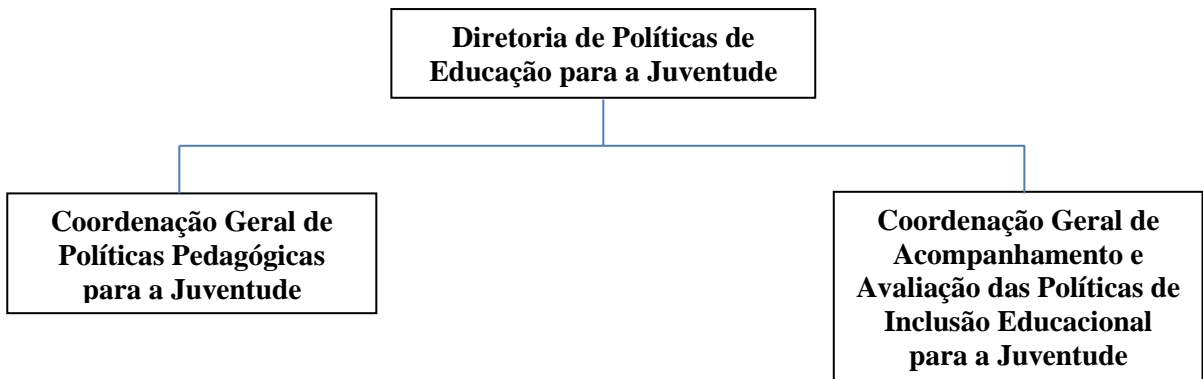 Diretoria de Políticas de
Educação para a Juventude
Coordenação Geral de
Políticas Pedagógicas
para a Juventude
Coordenação Geral de
Acompanhamento e
Avaliação das Políticas de
Inclusão Educacional
para a Juventude